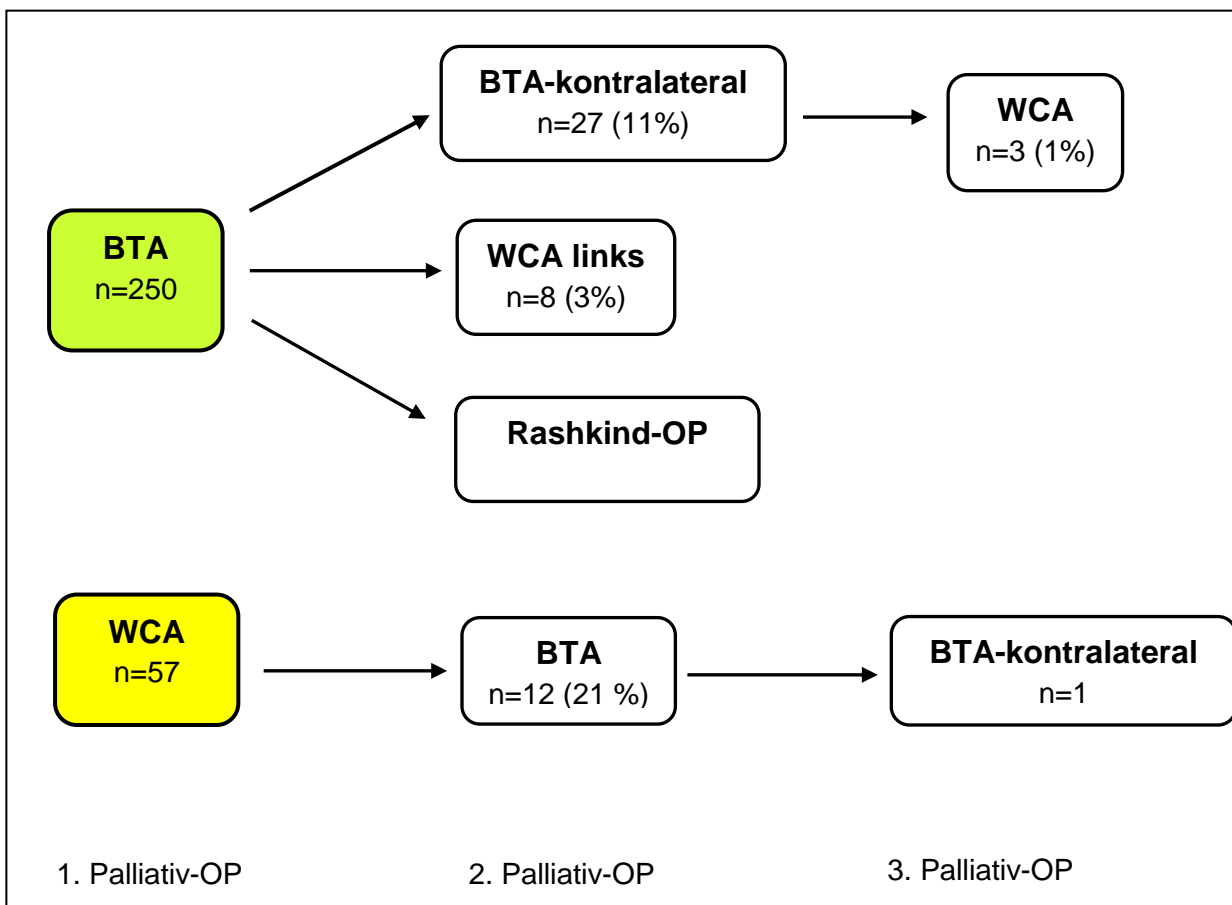 BTA-kontralateral
n=27 (11%)
WCA
n=3 (1%)
BTA
n=250
WCA links
n=8 (3%)
Rashkind-OP
WCA
n=57
BTA
n=12 (21 %)
BTA-kontralateral
n=1
1. Palliativ-OP
2. Palliativ-OP
3. Palliativ-OP